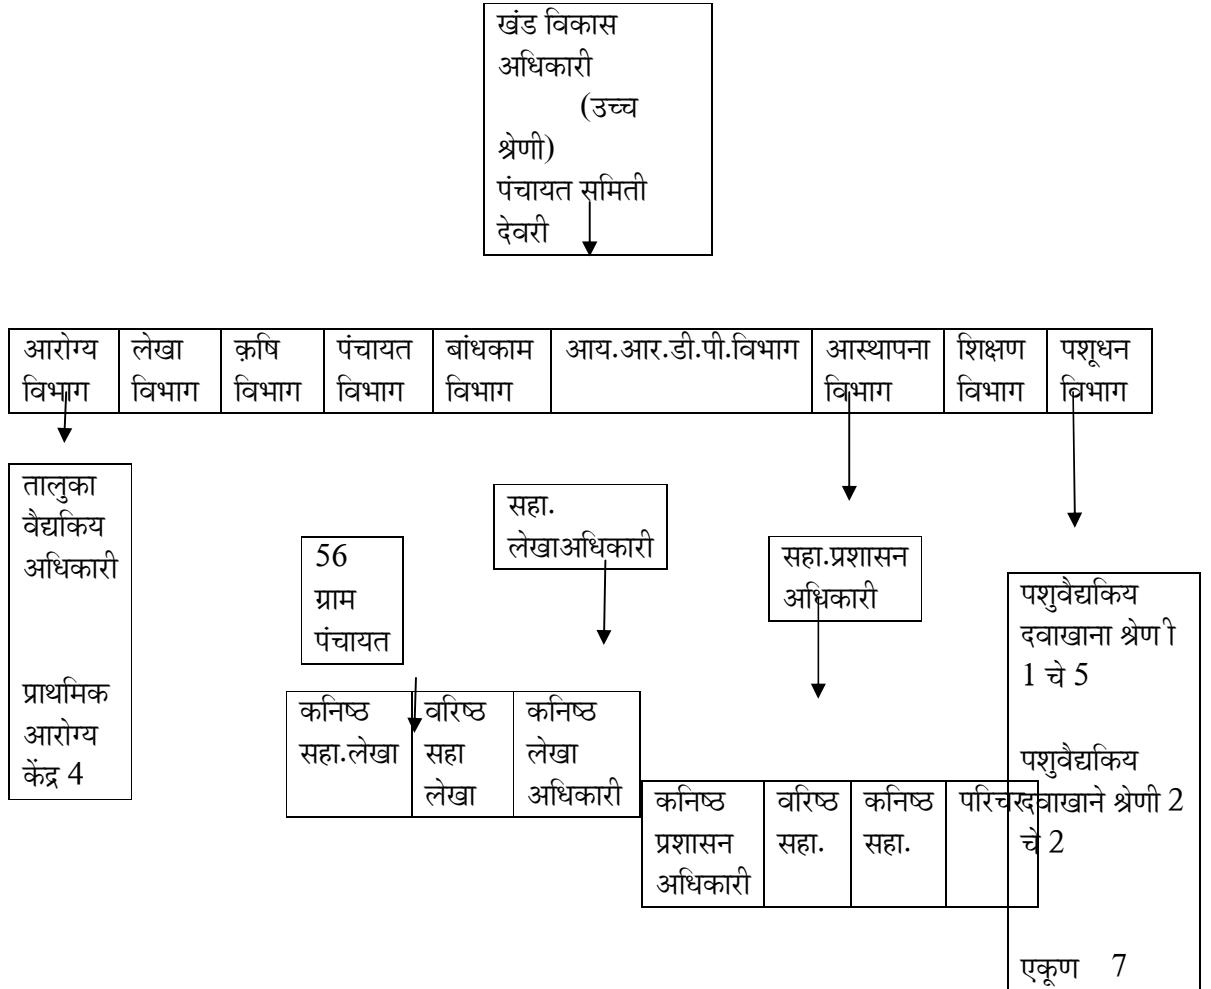 खंड विकास
अधिकारी
(उच्च
श्रेणी)
पंचायत समिती
देवरी
आरोग्य
विभाग
लेखा
विभाग
क़षि
विभाग
पंचायत
विभाग
बांधकाम
विभाग
आय.आर.डी.पी.विभाग
आस्थापना
विभाग
शिक्षण
विभाग
पशूधन
विभाग
तालुका
वैद्यकिय
अधिकारी
प्राथमिक
आरोग्य
केंद्र 4
56
ग्राम
पंचायत
सहा.
लेखाअधिकारी
सहा.प्रशासन
अधिकारी
पशुवैद्यकिय
दवाखाना श्रेणी
1 चे 5
पशुवैद्यकिय
दवाखाने श्रेणी 2
चे 2
एकूण 7
कनिष्ठ
सहा.लेखा
वरिष्ठ
सहा
लेखा
कनिष्ठ
लेखा
अधिकारी
कनिष्ठ
प्रशासन
अधिकारी
वरिष्ठ
सहा.
कनिष्ठ
सहा.